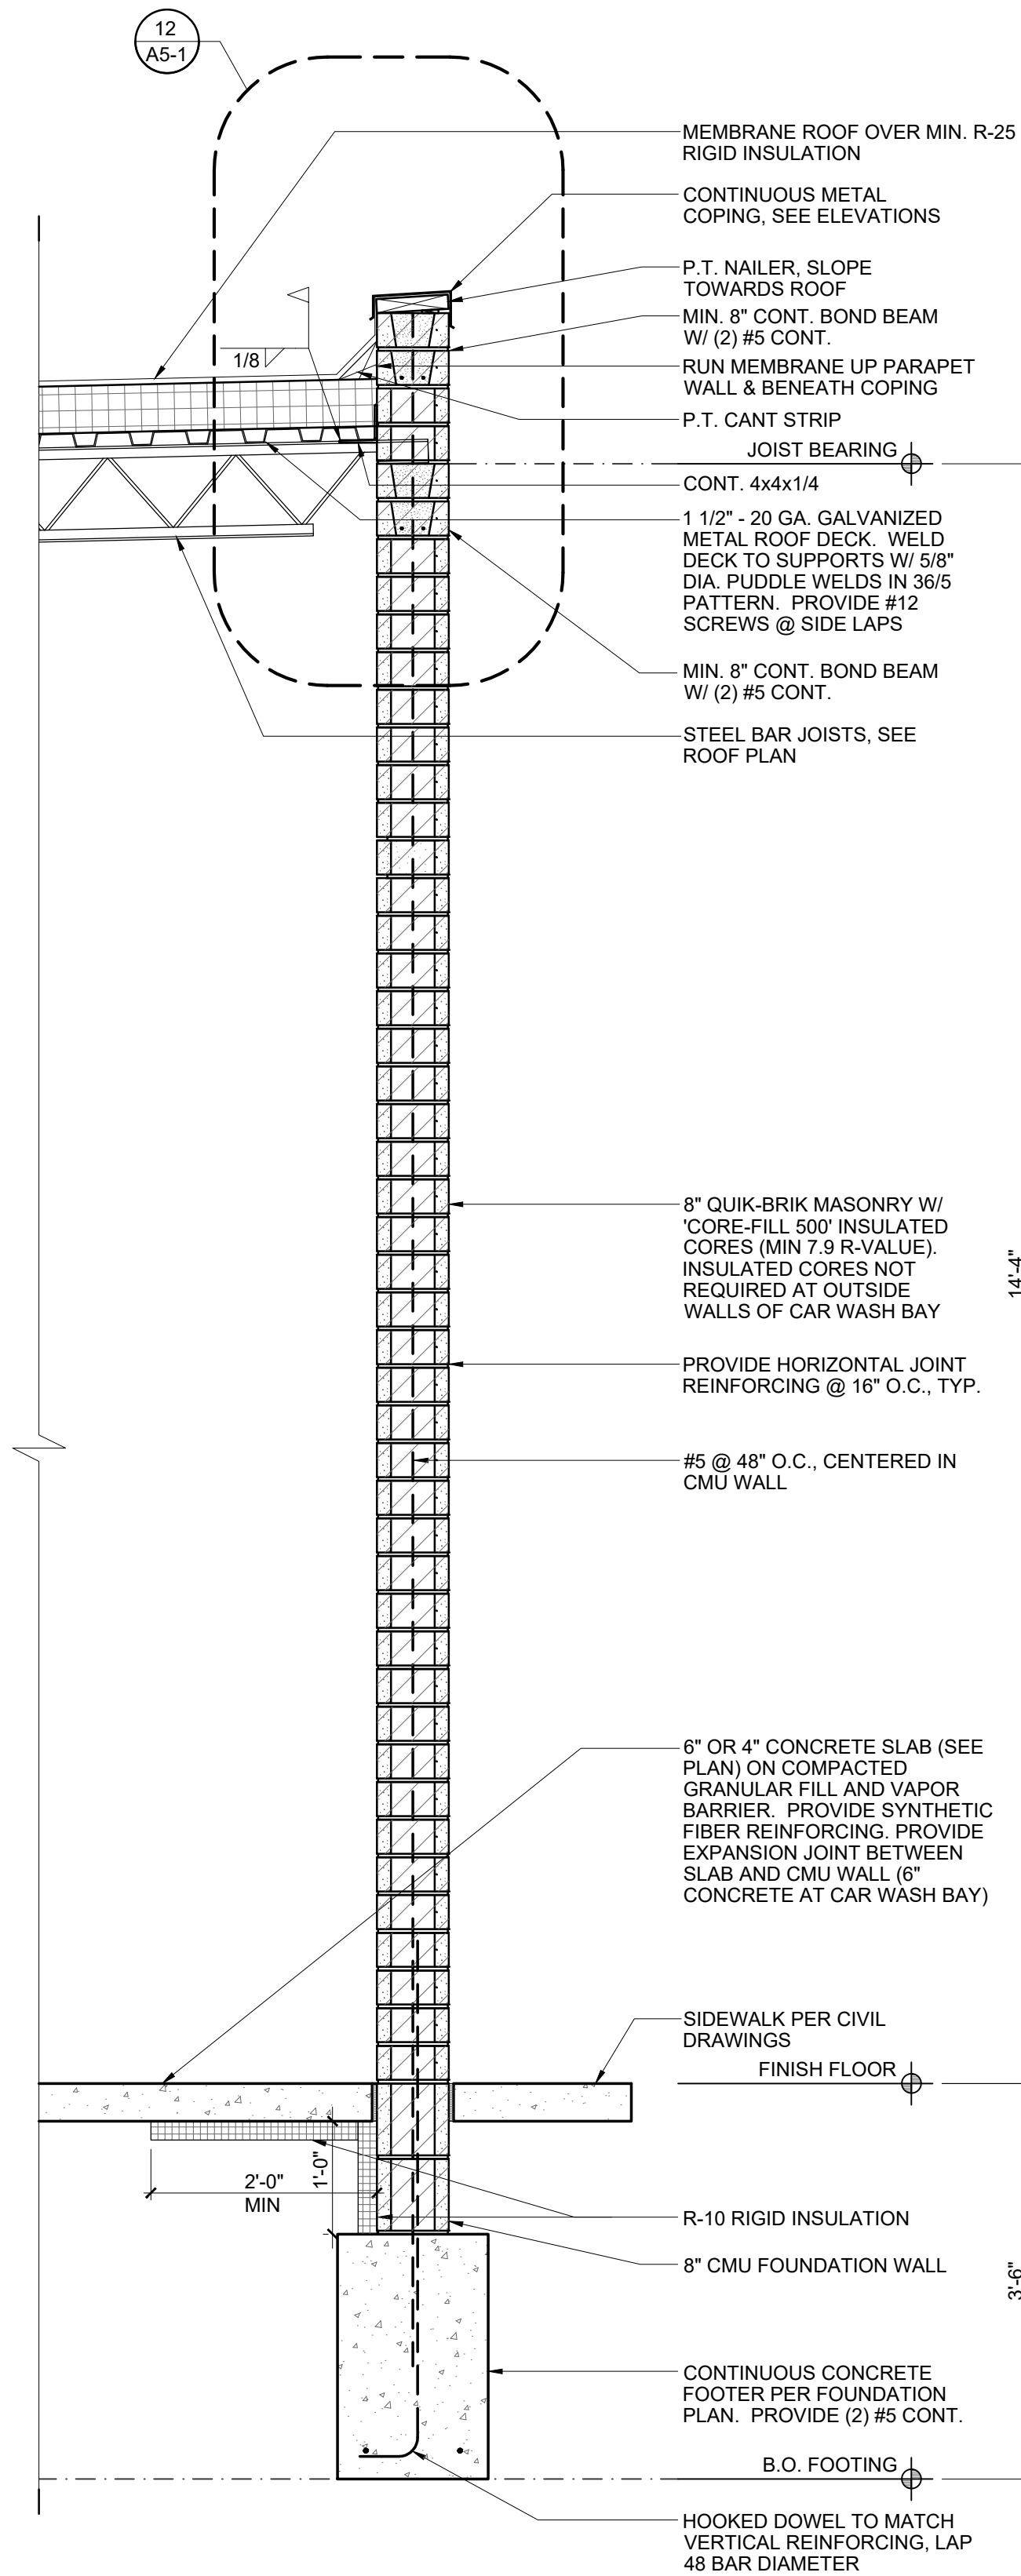 12
A5-1
MEMBRANE ROOF OVER MIN. R-25
RIGID INSULATION
CONTINUOUS METAL
COPING, SEE ELEVATIONS
P.T. NAILER, SLOPE
TOWARDS ROOF
MIN. 8" CONT. BOND BEAM
W/ (2) #5 CONT.
1/8
RUN MEMBRANE UP PARAPET
WALL & BENEATH COPING
P.T. CANT STRIP
JOIST BEARING
CONT. 4x4x1/4
1 1/2" - 20 GA. GALVANIZED
METAL ROOF DECK.  WELD
DECK TO SUPPORTS W/ 5/8"
DIA. PUDDLE WELDS IN 36/5
PATTERN.  PROVIDE #12
SCREWS @ SIDE LAPS
MIN. 8" CONT. BOND BEAM
W/ (2) #5 CONT.
STEEL BAR JOISTS, SEE
ROOF PLAN
8" QUIK-BRIK MASONRY W/
'CORE-FILL 500' INSULATED
CORES (MIN 7.9 R-VALUE).
INSULATED CORES NOT
REQUIRED AT OUTSIDE
WALLS OF CAR WASH BAY
14'-4"
PROVIDE HORIZONTAL JOINT
REINFORCING @ 16" O.C., TYP.
#5 @ 48" O.C., CENTERED IN
CMU WALL
6" OR 4" CONCRETE SLAB (SEE
PLAN) ON COMPACTED
GRANULAR FILL AND VAPOR
BARRIER.  PROVIDE SYNTHETIC
FIBER REINFORCING. PROVIDE
EXPANSION JOINT BETWEEN
SLAB AND CMU WALL (6"
CONCRETE AT CAR WASH BAY)
SIDEWALK PER CIVIL
DRAWINGS
FINISH FLOOR
2'-0"
MIN
1'-0"
R-10 RIGID INSULATION
8" CMU FOUNDATION WALL
3'-6"
CONTINUOUS CONCRETE
FOOTER PER FOUNDATION
PLAN.  PROVIDE (2) #5 CONT.
B.O. FOOTING
HOOKED DOWEL TO MATCH
VERTICAL REINFORCING, LAP
48 BAR DIAMETER